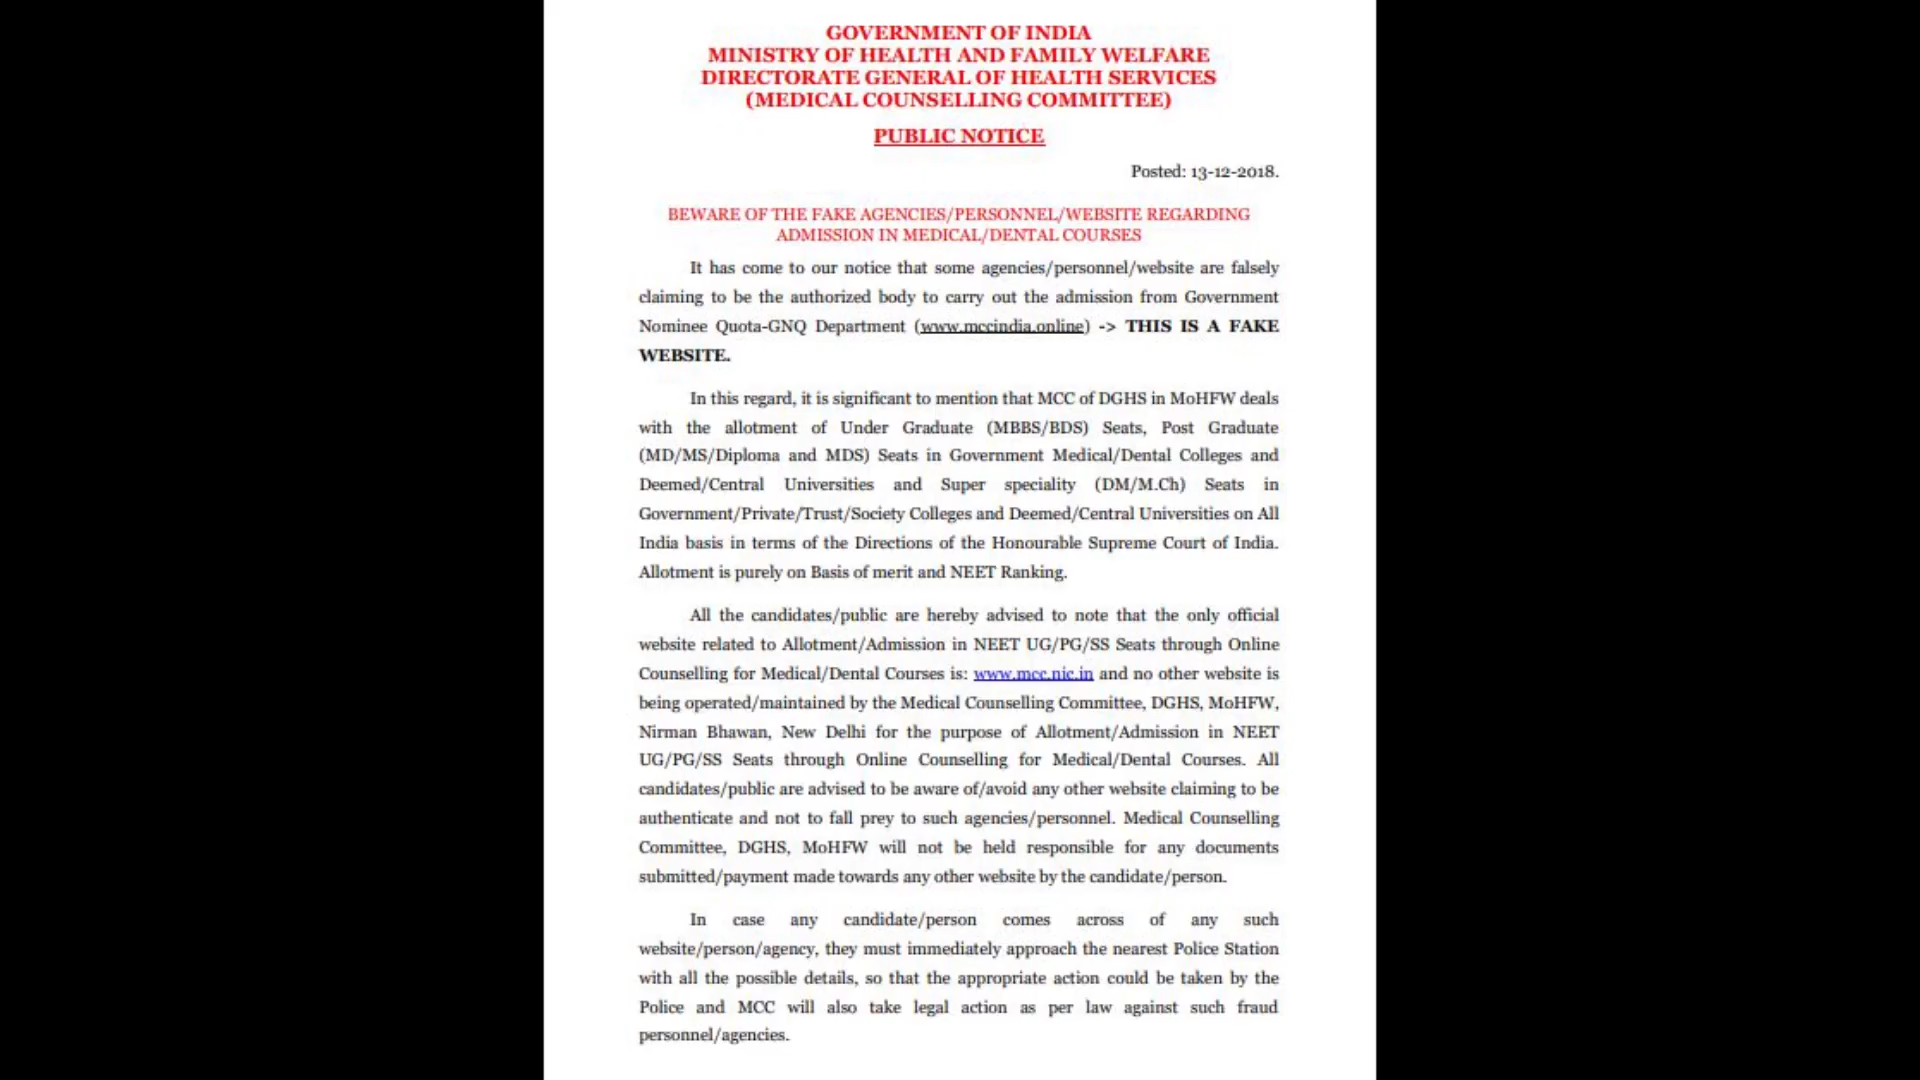 GOVERNMENT OF INDIA
MINISTRY OF HEALTH AND FAMILY WELFARE
DIRECTORATE GENERAL OF HEALTH SERVICES
(MEDICAL COUNSELLING COMMITTEE)
PUBLIC NOTICE
Posted: 13-12-2018.
BEWARE OF THE FAKE AGENCIES/PERSONNEL/WEBSITE REGARDING
ADMISSION IN MEDICAL/DENTAL COURSES
It has come to our notice that some agencies/personnel/website are falsely
claiming to be the authorized body to carry out the admission from Government
Nominee Quota-GNQ Department (www.mccindia.online) -> THIS IS A FAKE
WEBSITE.
In this regard, it is significant to mention that MCC of DGHS in MoHFW deals
with the allotment of Under Graduate (MBBS/BDS) Seats, Post Graduate
(MD/MS/Diploma and MDS) Seats in Government Medical/Dental Colleges and
Deemed/Central Universities and Super speciality (DM/M.Ch) Seats in
Government/Private/Trust/Society Colleges and Deemed/Central Universities on All
India basis in terms of the Directions of the Honourable Supreme Court of India.
Allotment is purely on Basis of merit and NEET Ranking.
All the candidates/public are hereby advised to note that the only official
website related to Allotment/Admission in NEET UG/PG/SS Seats through Online
Counselling for Medical/Dental Courses is: www.mcc.nic.in and no other website is
being operated/maintained by the Medical Counselling Committee, DGHS, MoHFW,
Nirman Bhawan, New Delhi for the purpose of Allotment/Admission in NEET
UG/PG/SS Seats through Online Counselling for Medical/Dental Courses. All
candidates/public are advised to be aware of/avoid any other website claiming to be
authenticate and not to fall prey to such agencies/personnel. Medical Counselling
Committee, DGHS, MoHFW will not be held responsible for any documents
submitted/payment made towards any other website by the candidate/person.
In case any candidate/person comes across of any such
website/person/agency, they must immediately approach the nearest Police Station
with all the possible details, so that the appropriate action could be taken by the
Police and MCC will also take legal action as per law against such fraud
personnel/agencies.